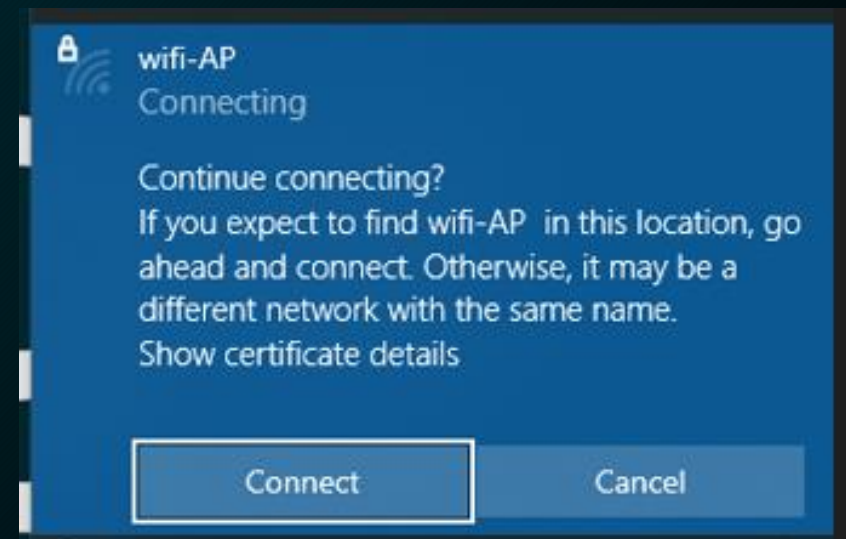 wifi-AP
Connecting
Continue connecting?
If you expect to find wifi-AP in this location, go
ahead and connect. Otherwise, it may be a
different network with the same name.
Show certificate details
Connect
Cancel